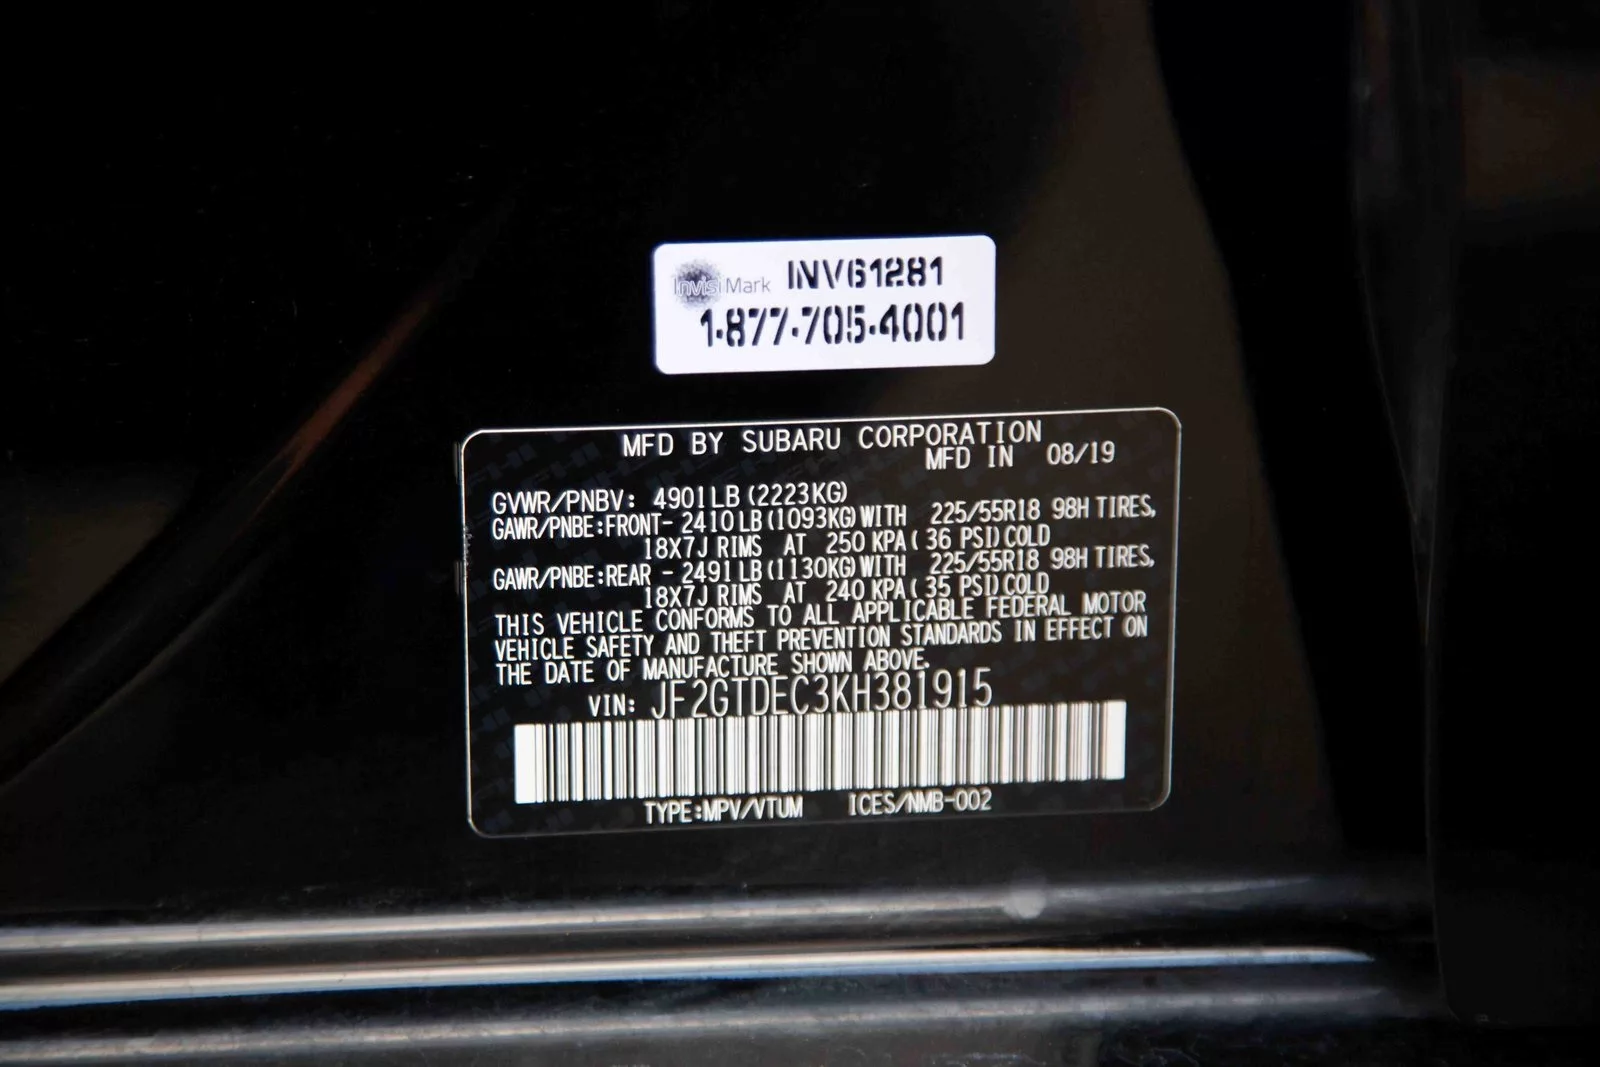 InvisiMark INV61281
1-877-705-4001
MFD BY SUBARU CORPORATION
MFD IN 08/19
GVWR/PNBV: 4901LB (2223KG)
GAWR/PNBE:FRONT- 2410 LB (1093KG) WITH 225/55R18 98H TIRES,
18X7J RIMS AT 250 KPA ( 36 PSI) COLD
GAWR/PNBE:REAR - 2491 LB (1130KG) WITH 225/55R18 98H TIRES,
18X7J RIMS AT 240 KPA ( 35 PSI) COLD
THIS VEHICLE CONFORMS TO ALL APPLICABLE FEDERAL MOTOR
VEHICLE SAFETY AND THEFT PREVENTION STANDARDS IN EFFECT ON
THE DATE OF MANUFACTURE SHOWN ABOVE.
VIN: JF2GTDEC3KH381915
TYPE:MPV/VTUM ICES/NMB-002